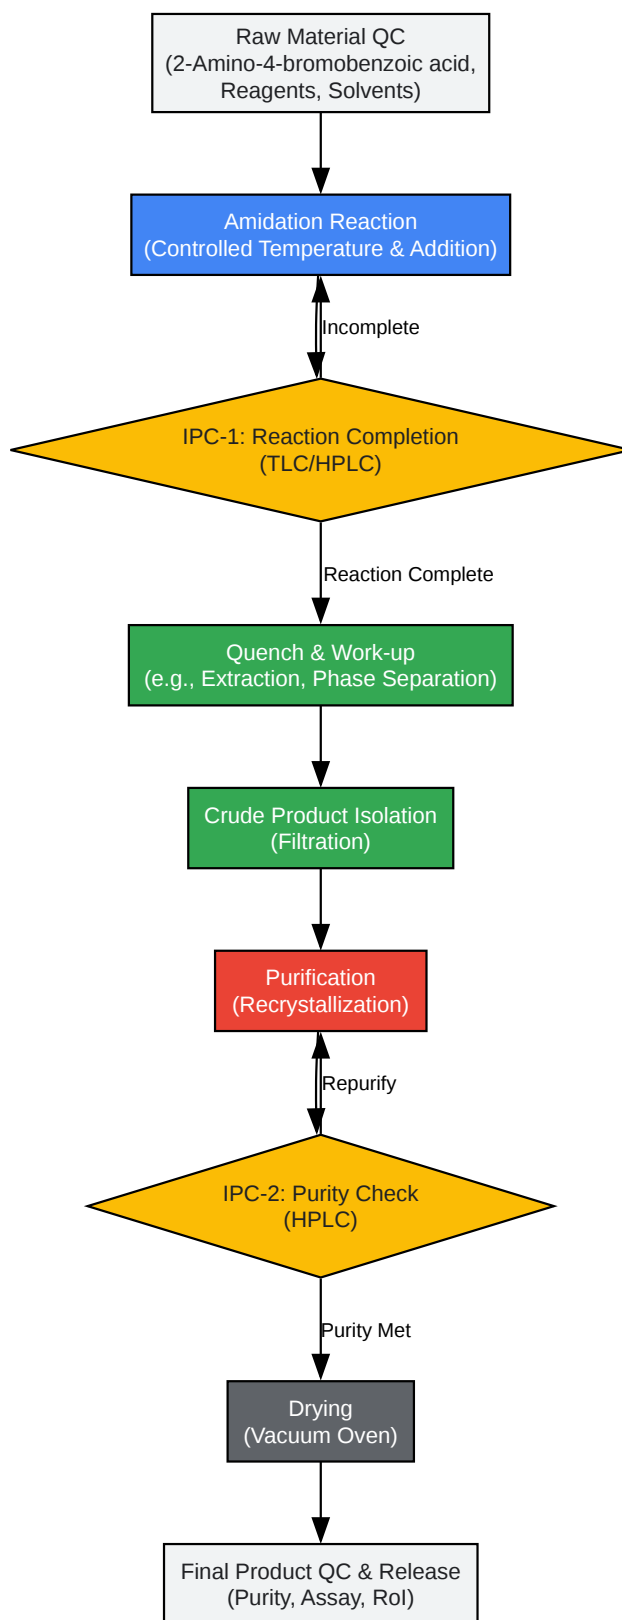 Raw Material QC
(2-Amino-4-bromobenzoic acid,
Reagents, Solvents)
Amidation Reaction
(Controlled Temperature & Addition)
Incomplete
IPC-1: Reaction Completion
(TLC/HPLC)
Reaction Complete
Quench & Work-up
(e.g., Extraction, Phase Separation)
Crude Product Isolation
(Filtration)
Purification
(Recrystallization)
Repurify
IPC-2: Purity Check
(HPLC)
Purity Met
Drying
(Vacuum Oven)
Final Product QC & Release
(Purity, Assay, RoI)